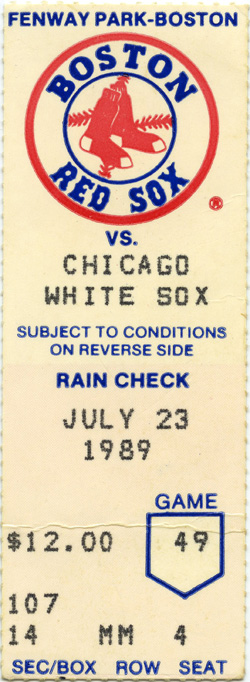 FENWAY PARK-BOSTON
BOSTON
RED SOX
VS.
CHICAGO
WHITE SOX
SUBJECT TO CONDITIONS
ON REVERSE SIDE
RAIN CHECK
JULY 23
1989
GAME
$12.00 49
107
14 MM 4
SEC/BOX ROW SEAT